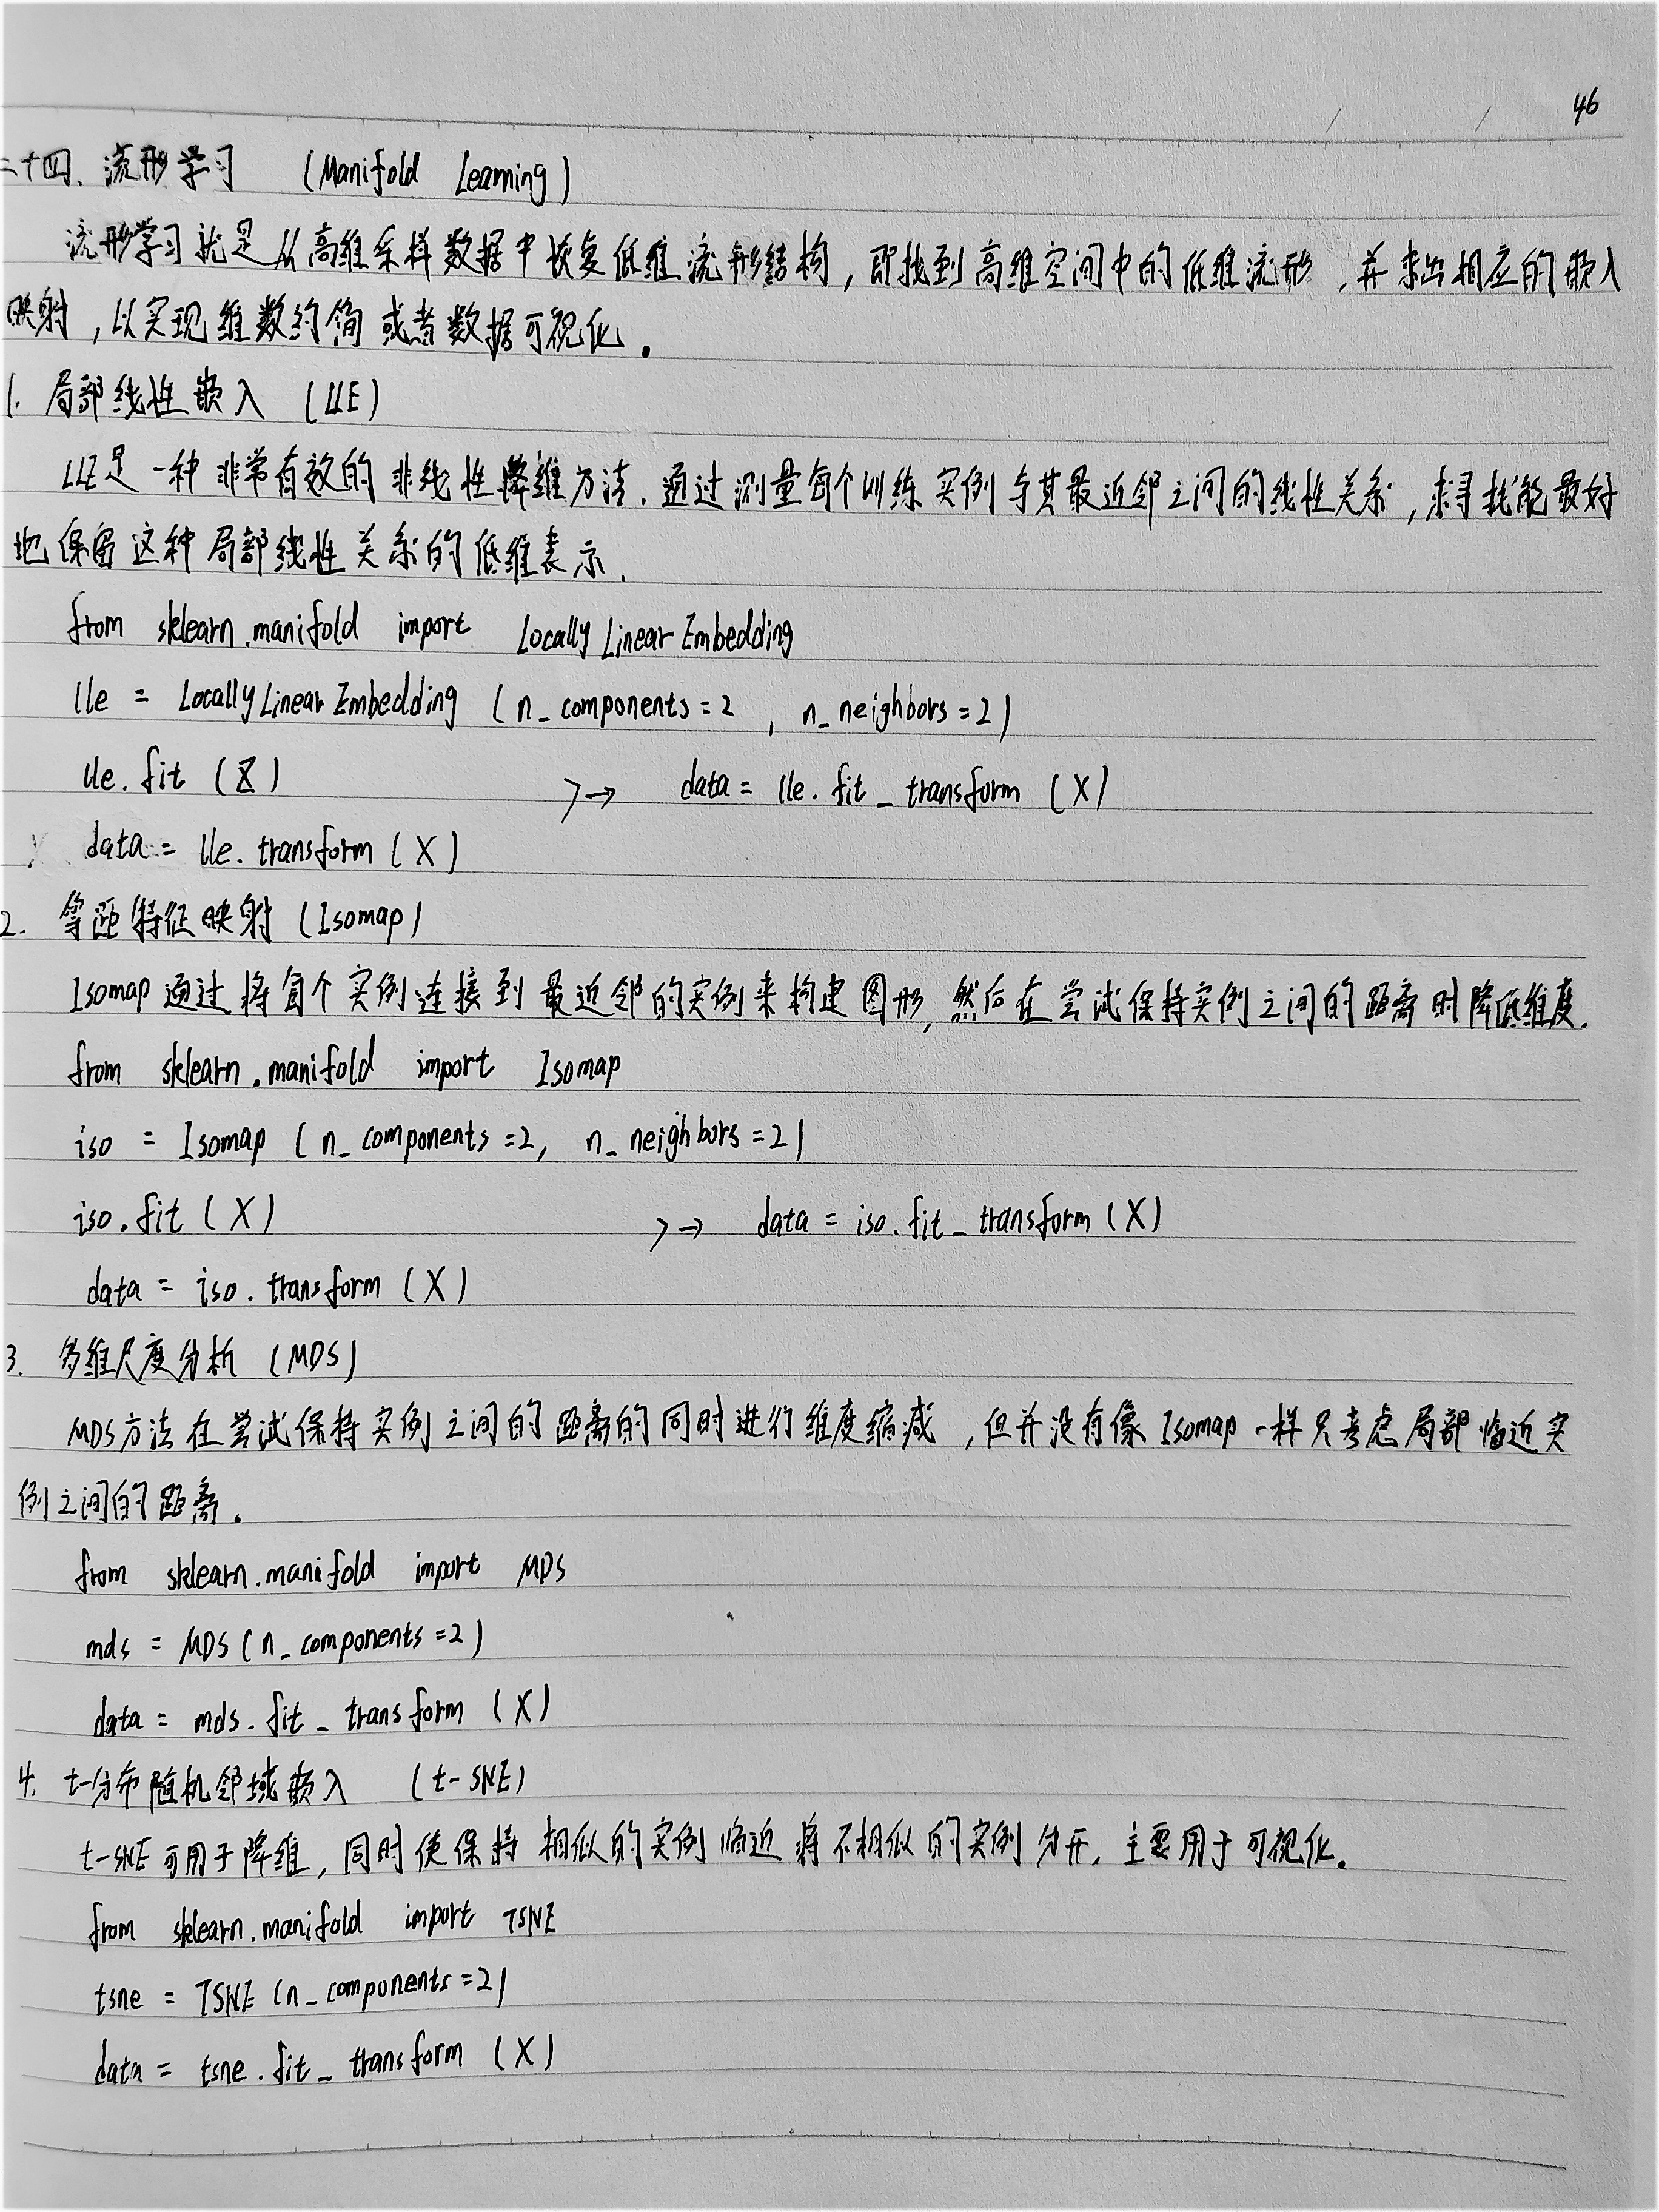 46
二十四、流形学习 (Manifold Learning)
流形学习就是从高维采样数据中恢复低维流形结构，即找到高维空间中的低维流形，并求出相应的嵌入
映射，以实现维数约简或者数据可视化。
1. 局部线性嵌入 (LLE)
LLE是一种非常有效的非线性降维方法．通过测量每个训练实例与其最近邻之间的线性关系，来寻找能最好
地保留这种局部线性关系的低维表示．
from sklearn.manifold import LocallyLinearEmbedding
lle = LocallyLinearEmbedding (n_components=2, n_neighbors=2)
lle.fit (X) >→ data = lle.fit_transform (X)
data = lle.transform (X)
2. 等距特征映射 (Isomap)
Isomap通过将每个实例连接到最近邻的实例来构建图形，然后在尝试保持实例之间的距离时降低维度．
from sklearn.manifold import Isomap
iso = Isomap (n_components=2, n_neighbors=2)
iso.fit (X) >→ data = iso.fit_transform (X)
data = iso.transform (X)
3. 多维尺度分析 (MDS)
MDS方法在尝试保持实例之间的距离的同时进行维度缩减，但并没有像Isomap一样只考虑局部临近实
例之间的距离．
from sklearn.manifold import MDS
mds = MDS (n_components=2)
data = mds.fit_transform (X)
4. t-分布随机邻域嵌入 (t-SNE)
t-SNE可用于降维，同时使保持相似的实例临近将不相似的实例分开，主要用于可视化。
from sklearn.manifold import TSNE
tsne = TSNE (n_components=2)
data = tsne.fit_transform (X)